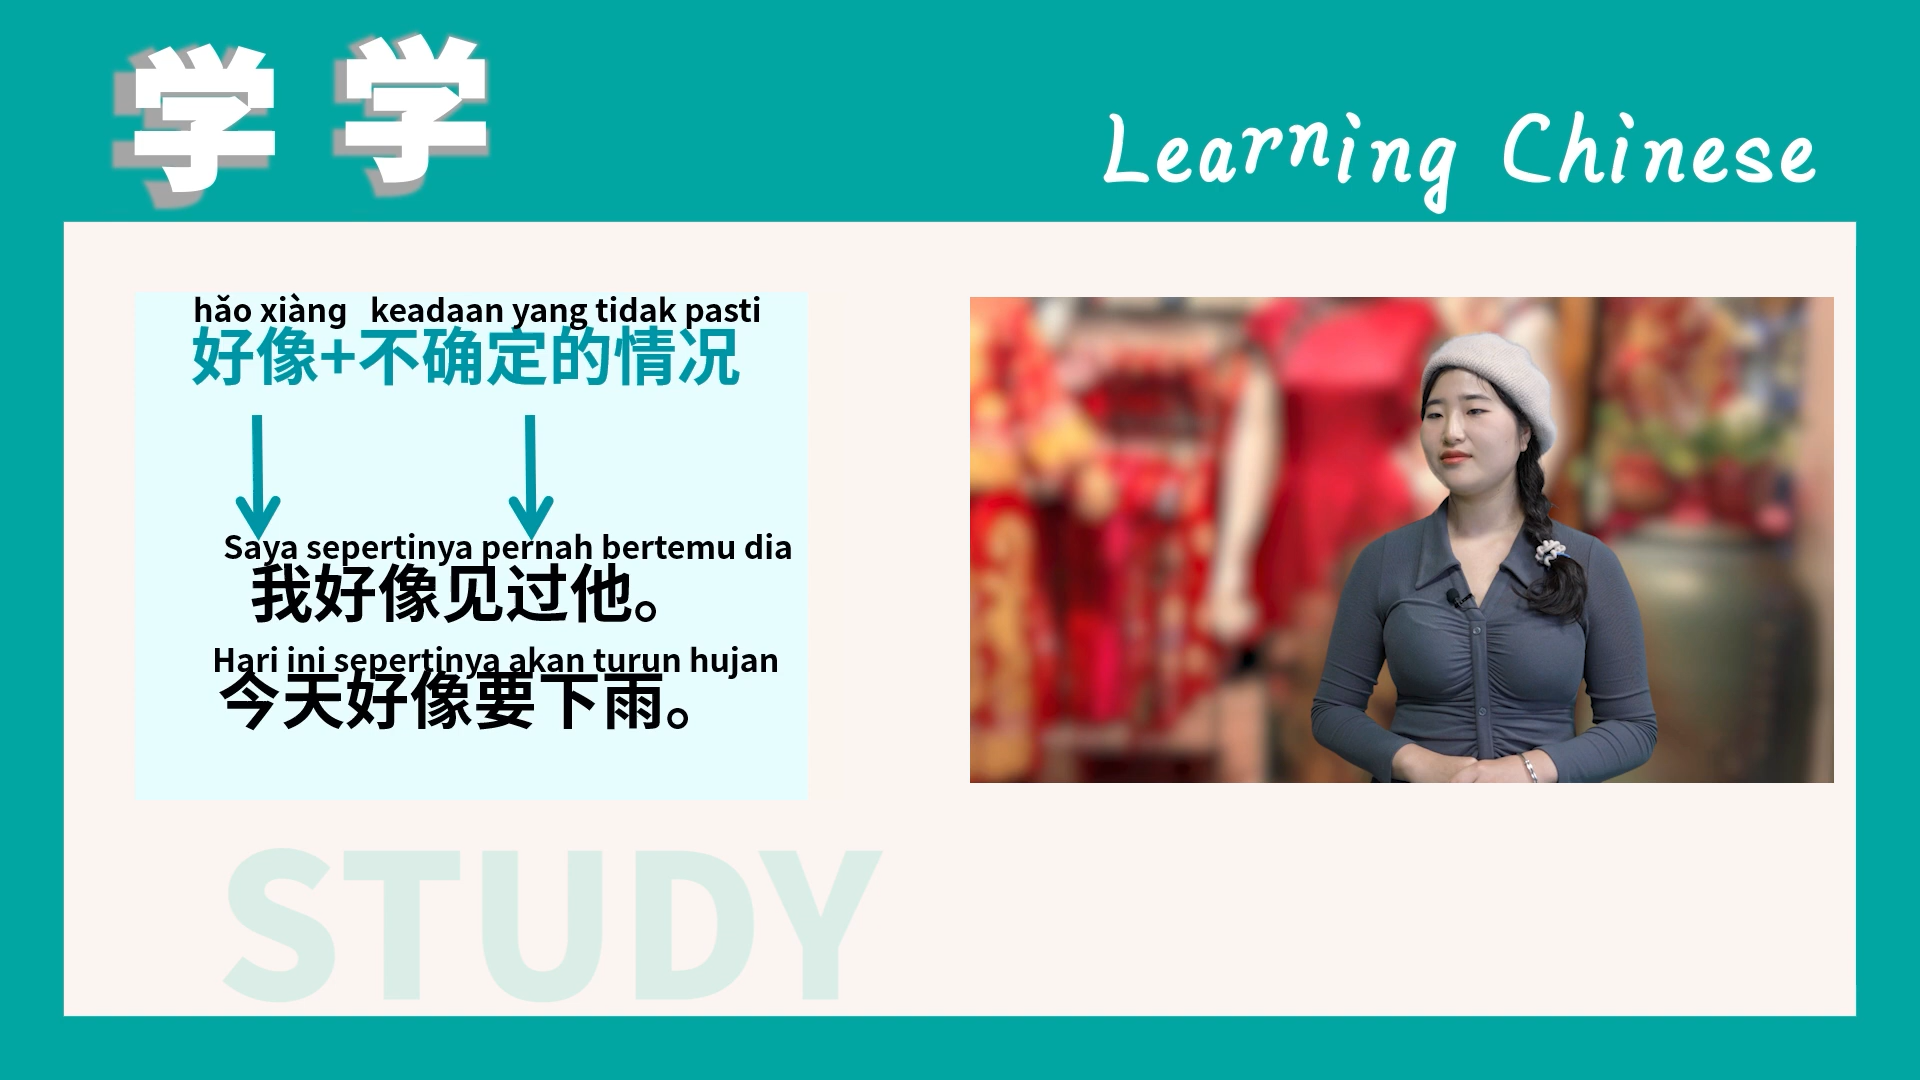 学 学
Learning Chinese
hǎo xiàng keadaan yang tidak pasti
好像+不确定的情况
Saya sepertinya pernah bertemu dia
我好像见过他。
Hari ini sepertinya akan turun hujan
今天好像要下雨。
STUDY